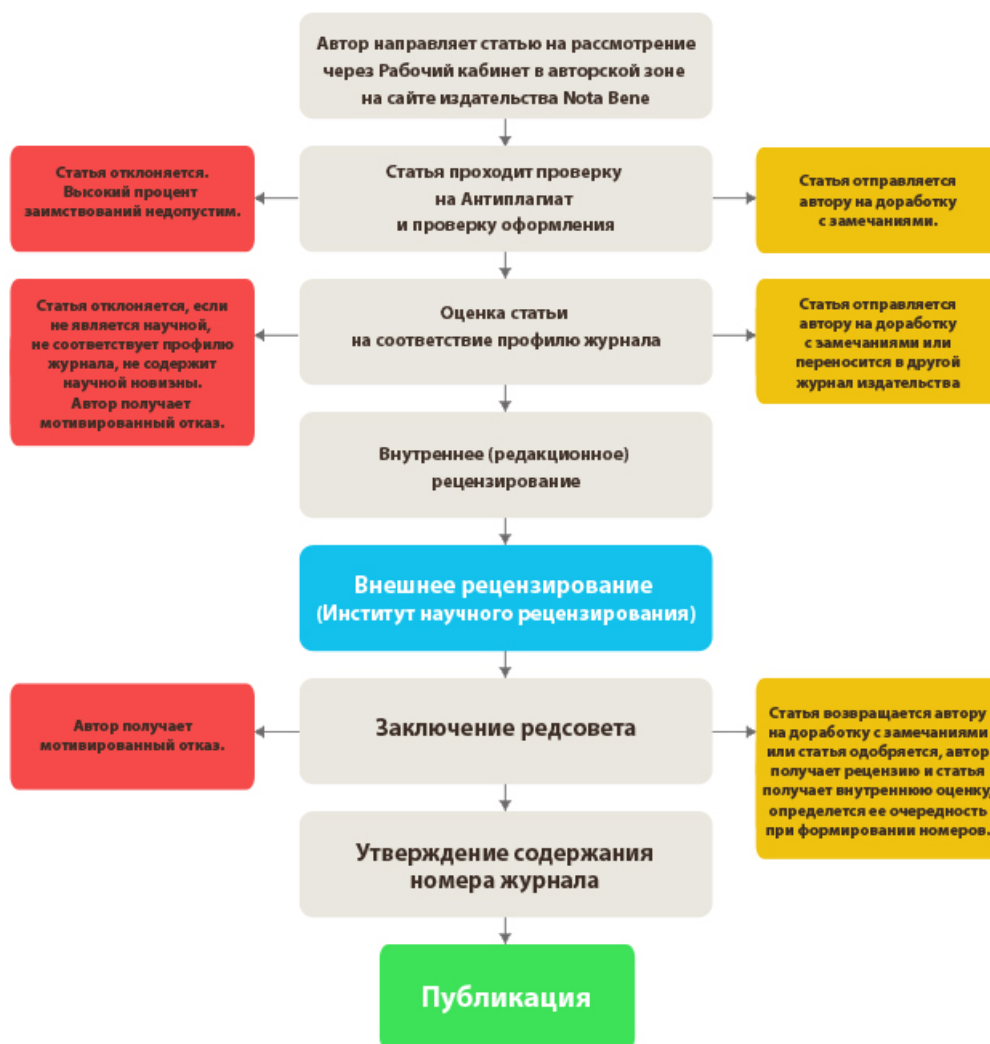 Автор направляет статью на рассмотрение
через Рабочий кабинет в авторской зоне
на сайте издательства Nota Bene
Статья отклоняется.
Высокий процент
заимствований недопустим.
Статья проходит проверку
на Антиплагиат
и проверку оформления
Статья отправляется
автору на доработку
с замечаниями.
Статья отклоняется, если
не является научной,
не соответствует профилю
журнала, не содержит
научной новизны.
Автор получает
мотивированный отказ.
Оценка статьи
на соответствие профилю журнала
Статья отправляется
автору на доработку
с замечаниями или
переносится в другой
журнал издательства
Внутреннее (редакционное)
рецензирование
Внешнее рецензирование
(Институт научного рецензирования)
Автор получает
мотивированный отказ.
Заключение редсовета
Статья возвращается автору
на доработку с замечаниями
или статья одобряется, автор
получает рецензию и статья
получает внутреннюю оценку,
определется ее очередность
при формировании номеров.
Утверждение содержания
номера журнала
Публикация